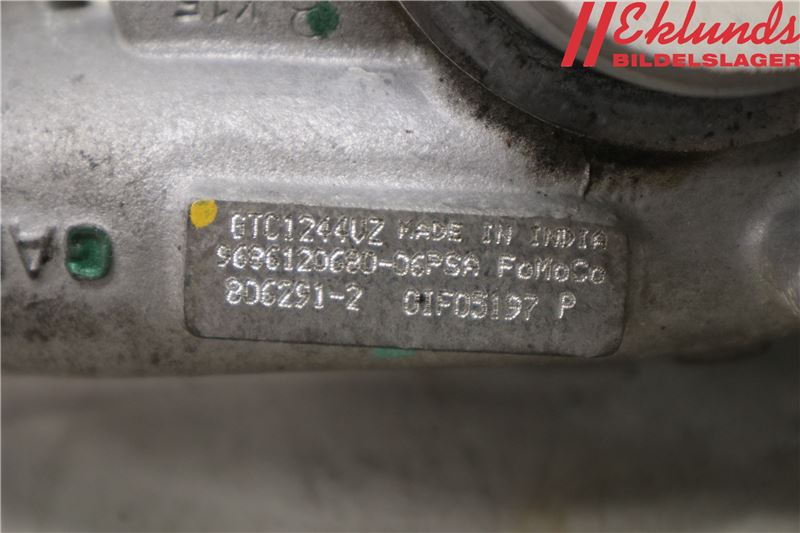 Eklunds
BILDELSLAGER
GTC1244VZ MADE IN INDIA
9686120680-06PSA FoMoCo
806291-2 01F05197 P